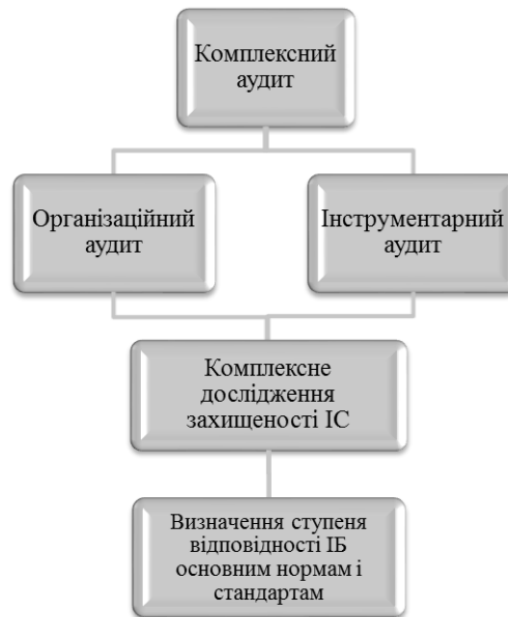 Комплексний
аудит
Організаційний
аудит
Інструментарний
аудит
Комплексне
дослідження
захищеності ІС
Визначення ступеня
відповідності ІБ
основним нормам і
стандартам